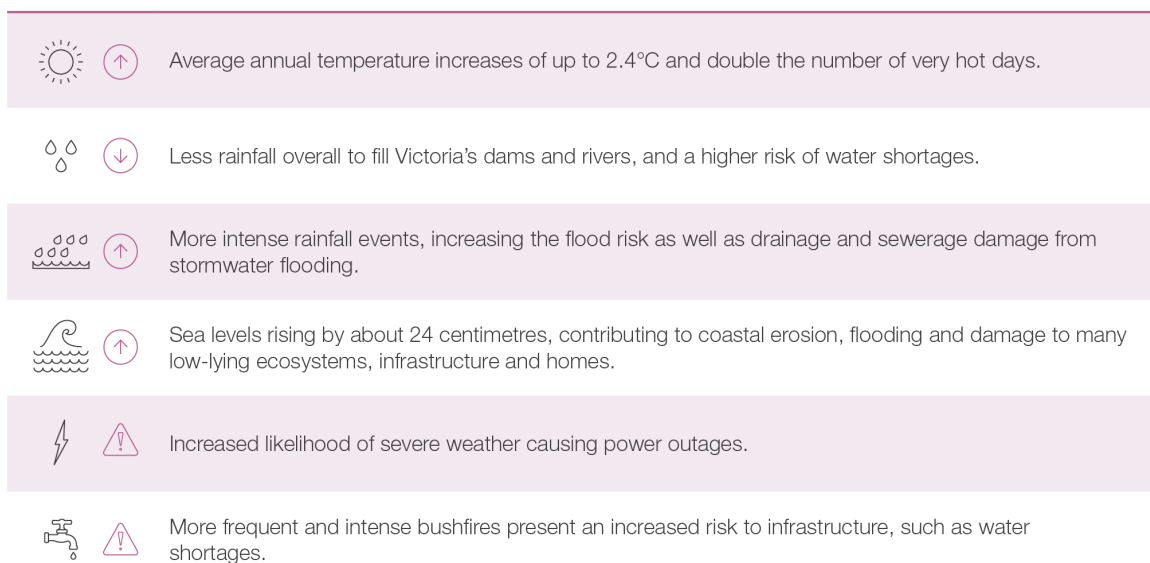 Average annual temperature increases of up to 2.4°C and double the number of very hot days.
Less rainfall overall to fill Victoria’s dams and rivers, and a higher risk of water shortages.
More intense rainfall events, increasing the flood risk as well as drainage and sewerage damage from
stormwater flooding.
Sea levels rising by about 24 centimetres, contributing to coastal erosion, flooding and damage to many
low-lying ecosystems, infrastructure and homes.
Increased likelihood of severe weather causing power outages.
More frequent and intense bushfires present an increased risk to infrastructure, such as water
shortages.